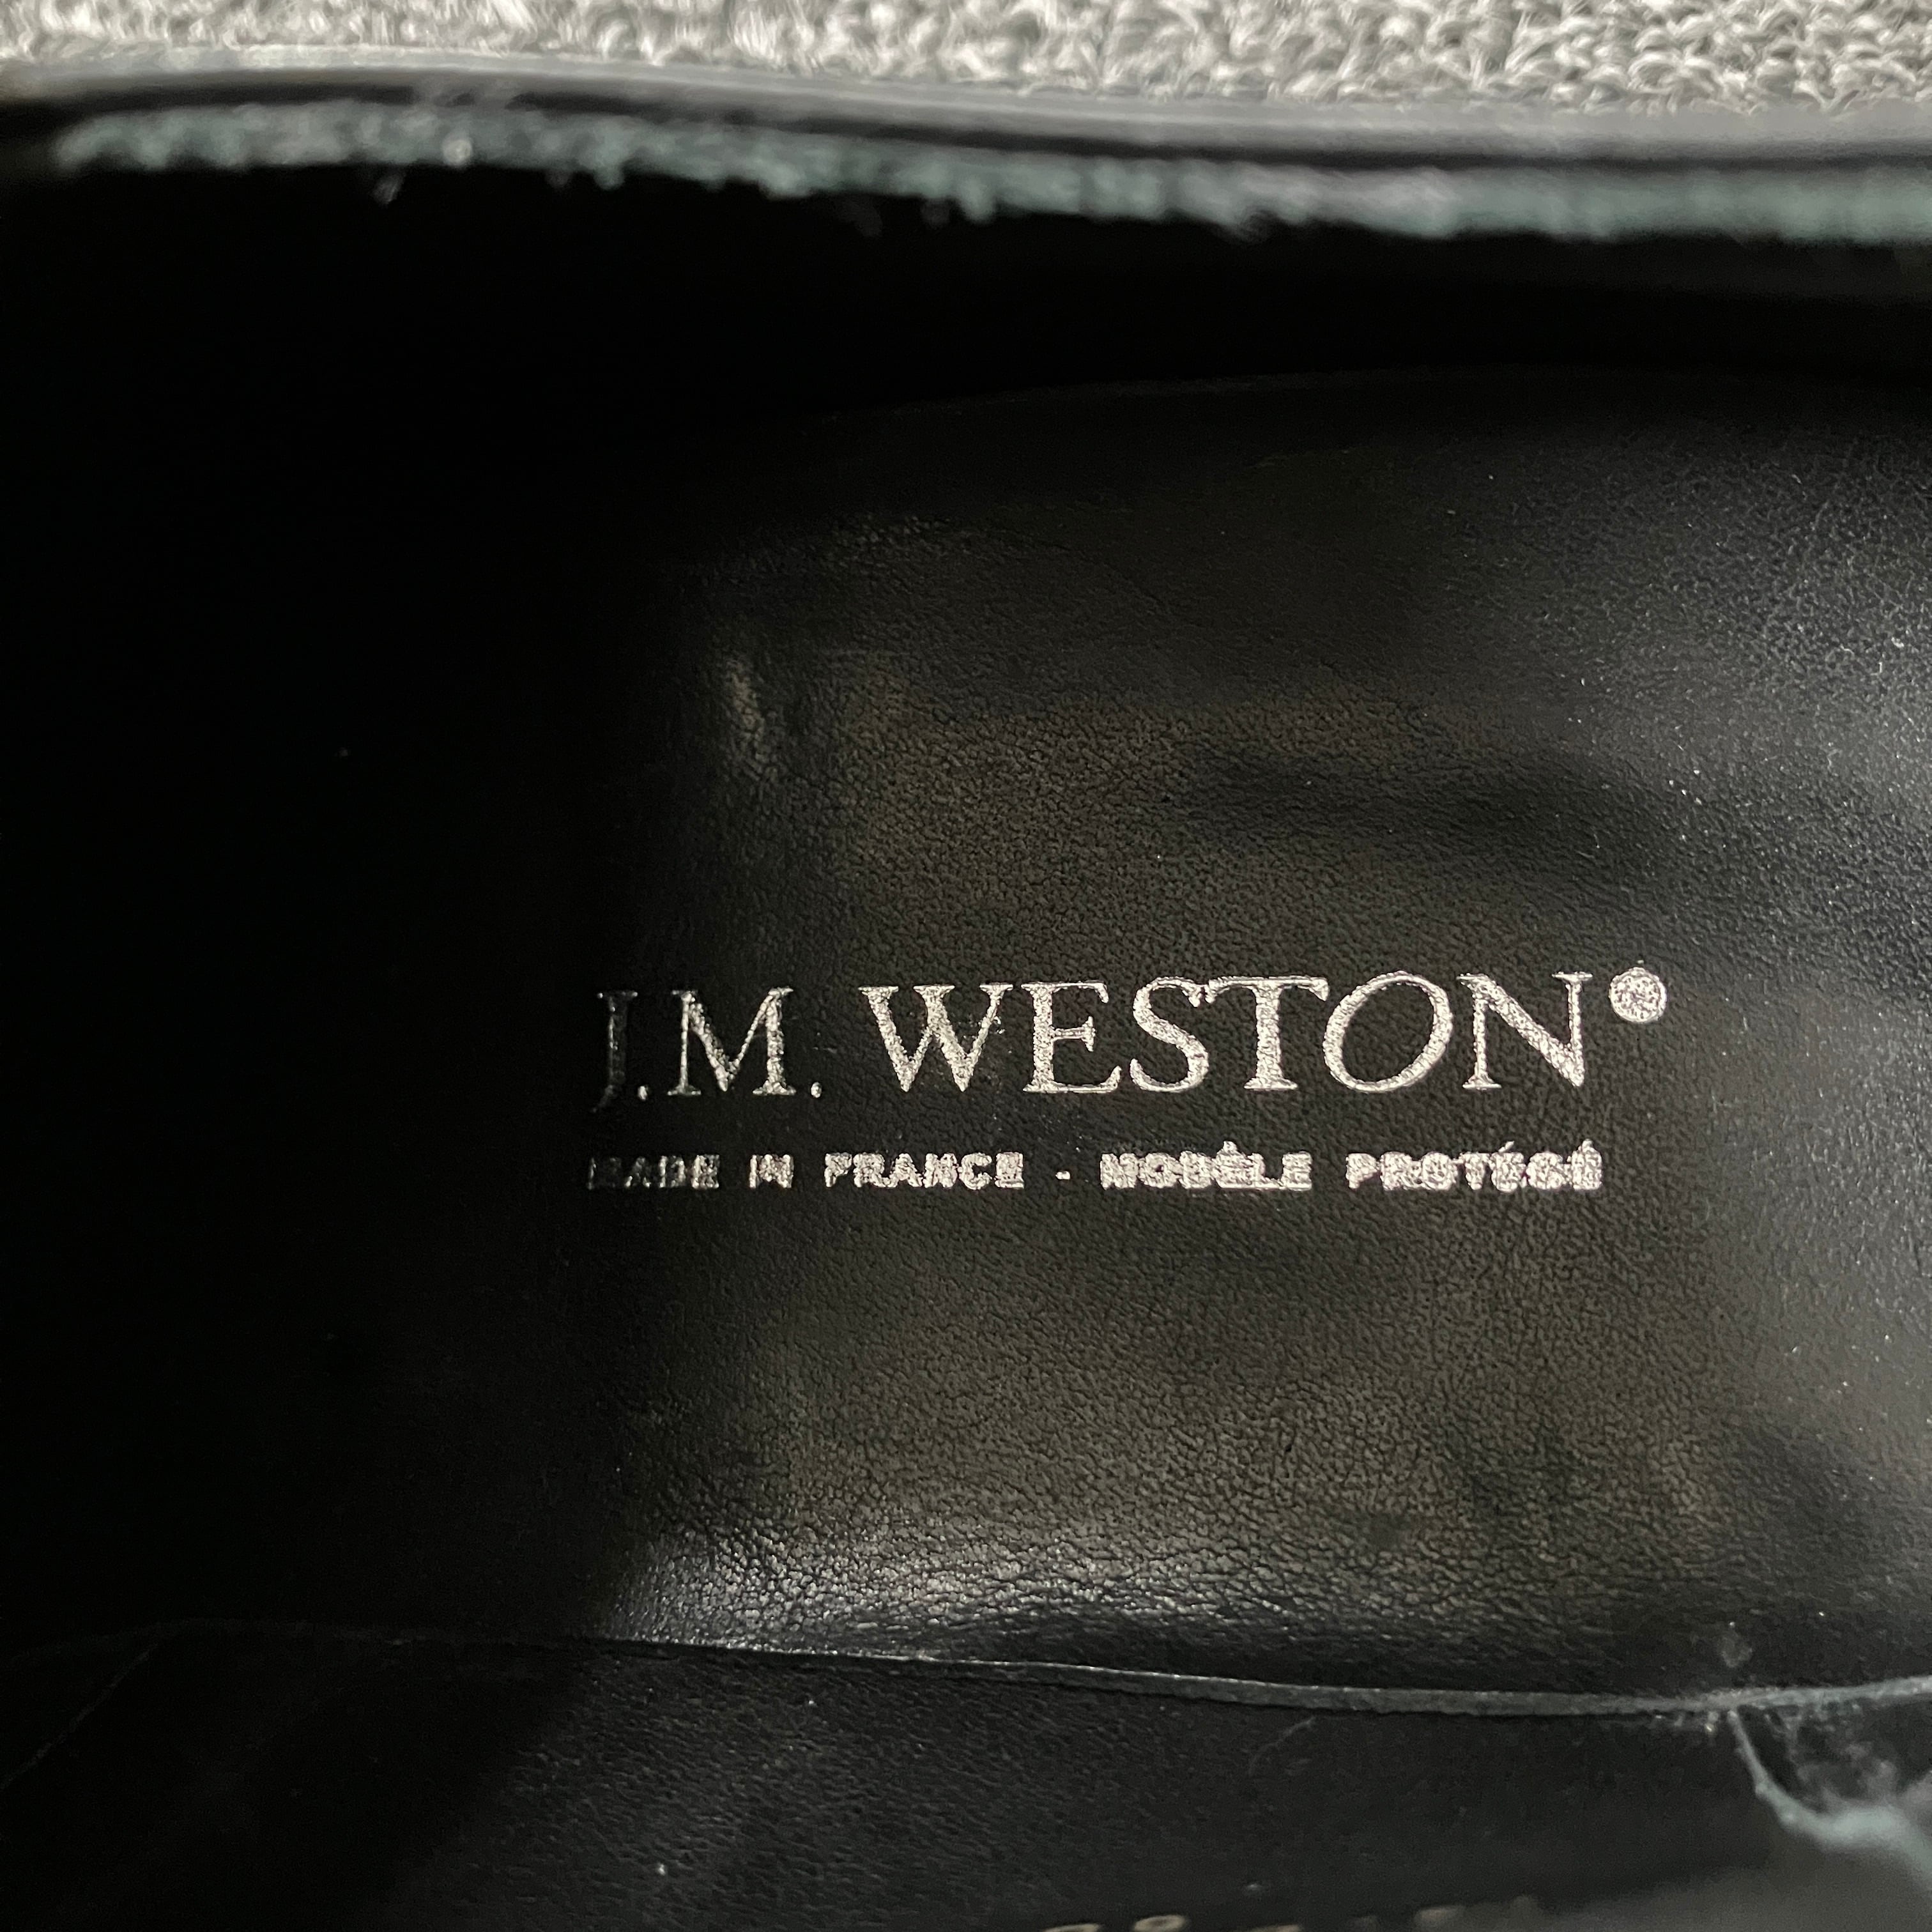 J.M. WESTON®
MADE IN FRANCE - MODÈLE PROTÉGÉ